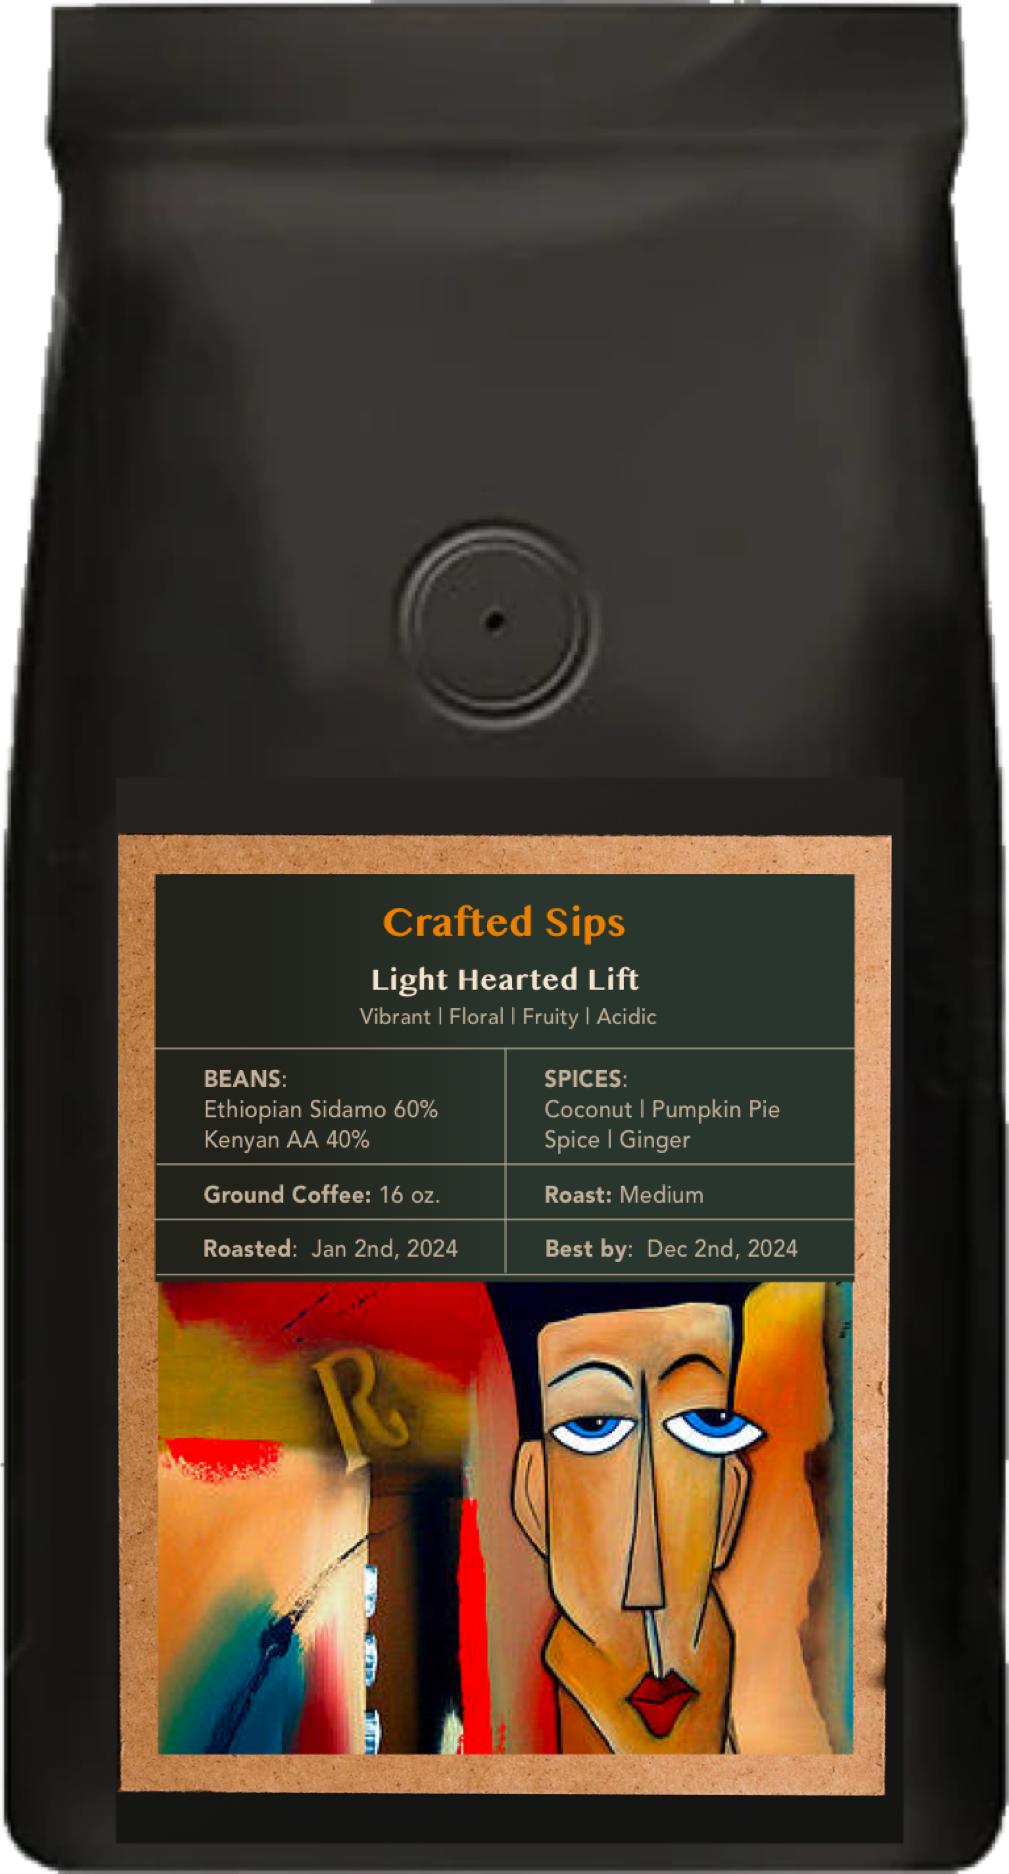 Crafted Sips
Light Hearted Lift
Vibrant | Floral | Fruity | Acidic
BEANS:
Ethiopian Sidamo 60%
Kenyan AA 40%
SPICES:
Coconut | Pumpkin Pie
Spice | Ginger
Ground Coffee: 16 oz.
Roast: Medium
Roasted: Jan 2nd, 2024
Best by: Dec 2nd, 2024
R